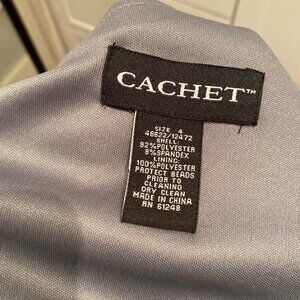 CACHET™
SIZE 4
48622/12472
SHELL:
92%POLYESTER
8%SPANDEX
LINING:
100%POLYESTER
PROTECT BEADS
PRIOR TO
CLEANING
DRY CLEAN
MADE IN CHINA
RN 61248